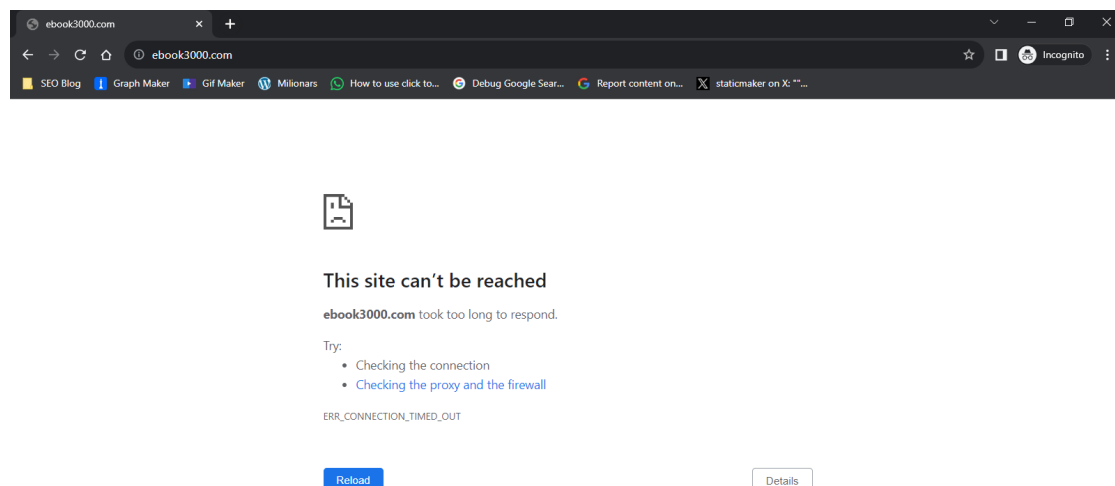 ebook3000.com
ebook3000.com Incognito
SEO Blog Graph Maker Gif Maker Milionars How to use click to... Debug Google Sear... Report content on... staticmaker on X: ""...
This site can't be reached
ebook3000.com took too long to respond.
Try:
• Checking the connection
• Checking the proxy and the firewall
ERR_CONNECTION_TIMED_OUT
Reload Details